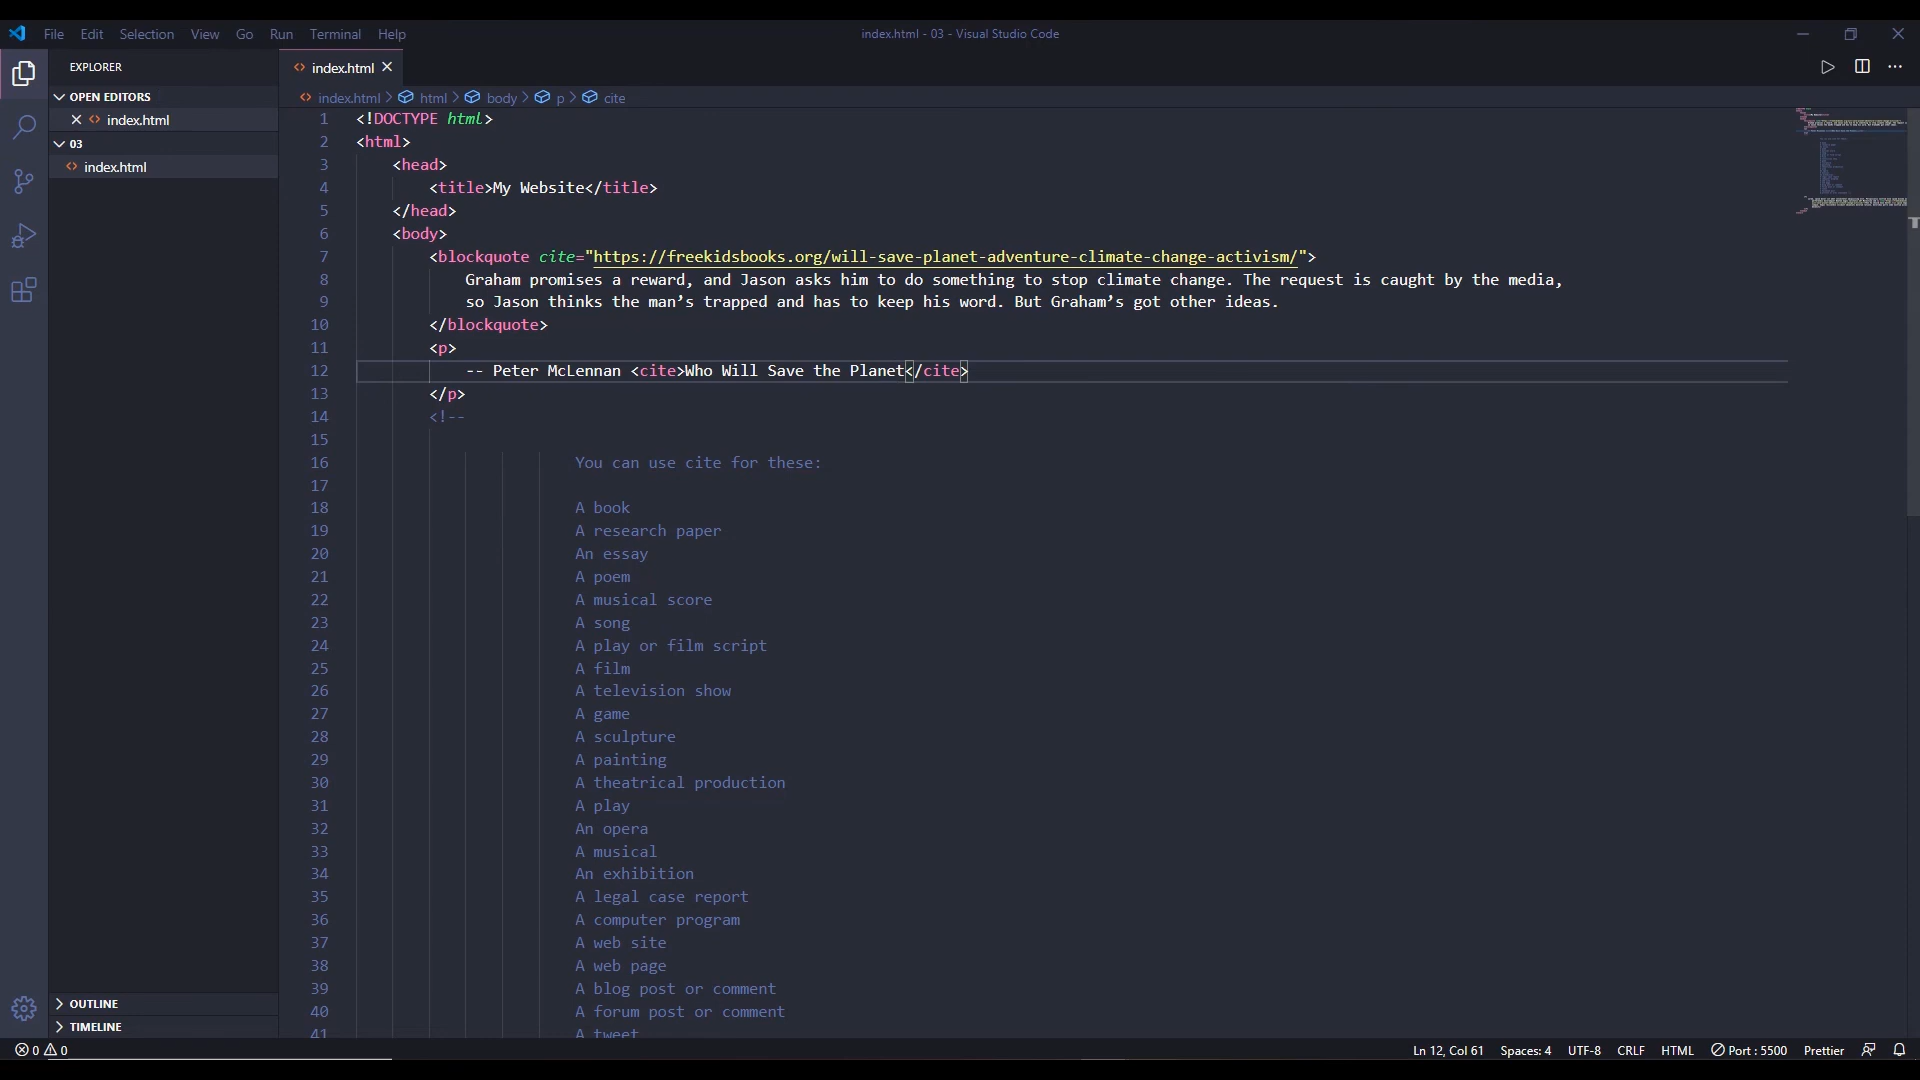 File Edit Selection View Go Run Terminal Help
index.html - 03 - Visual Studio Code
EXPLORER
OPEN EDITORS
index.html
03
index.html
OUTLINE
TIMELINE
index.html
index.html > html > body > p > cite
1 <!DOCTYPE html>
2 <html>
3 <head>
4 <title>My Website</title>
5 </head>
6 <body>
7 <blockquote cite="https://freekidsbooks.org/will-save-planet-adventure-climate-change-activism/">
8 Graham promises a reward, and Jason asks him to do something to stop climate change. The request is caught by the media,
9 so Jason thinks the man’s trapped and has to keep his word. But Graham’s got other ideas.
10 </blockquote>
11 <p>
12 -- Peter McLennan <cite>Who Will Save the Planet</cite>
13 </p>
14 <!--
15
16 You can use cite for these:
17
18 A book
19 A research paper
20 An essay
21 A poem
22 A musical score
23 A song
24 A play or film script
25 A film
26 A television show
27 A game
28 A sculpture
29 A painting
30 A theatrical production
31 A play
32 An opera
33 A musical
34 An exhibition
35 A legal case report
36 A computer program
37 A web site
38 A web page
39 A blog post or comment
40 A forum post or comment
41 A tweet
0 0
Ln 12, Col 61 Spaces: 4 UTF-8 CRLF HTML Port : 5500 Prettier